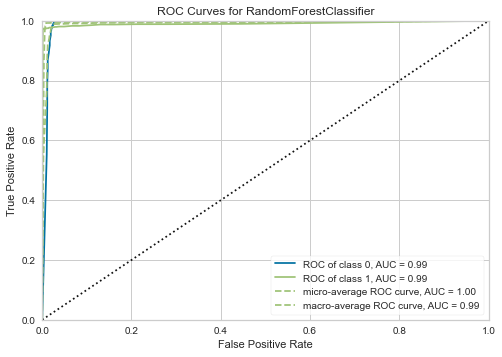 ROC Curves for RandomForestClassifier
True Positive Rate
1.0
0.8
0.6
0.4
0.2
0.0
ROC of class 0, AUC = 0.99
ROC of class 1, AUC = 0.99
micro-average ROC curve, AUC = 1.00
macro-average ROC curve, AUC = 0.99
0.0 0.2 0.4 0.6 0.8 1.0
False Positive Rate